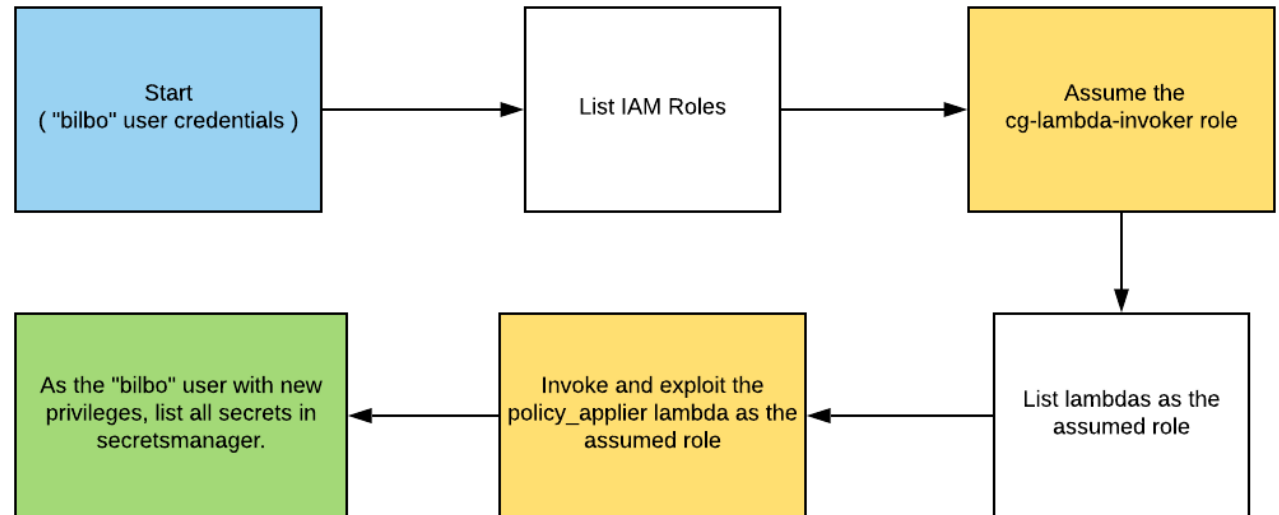 Start
( "bilbo" user credentials )
List IAM Roles
Assume the
cg-lambda-invoker role
List lambdas as the
assumed role
Invoke and exploit the
policy_applier lambda as the
assumed role
As the "bilbo" user with new
privileges, list all secrets in
secretsmanager.